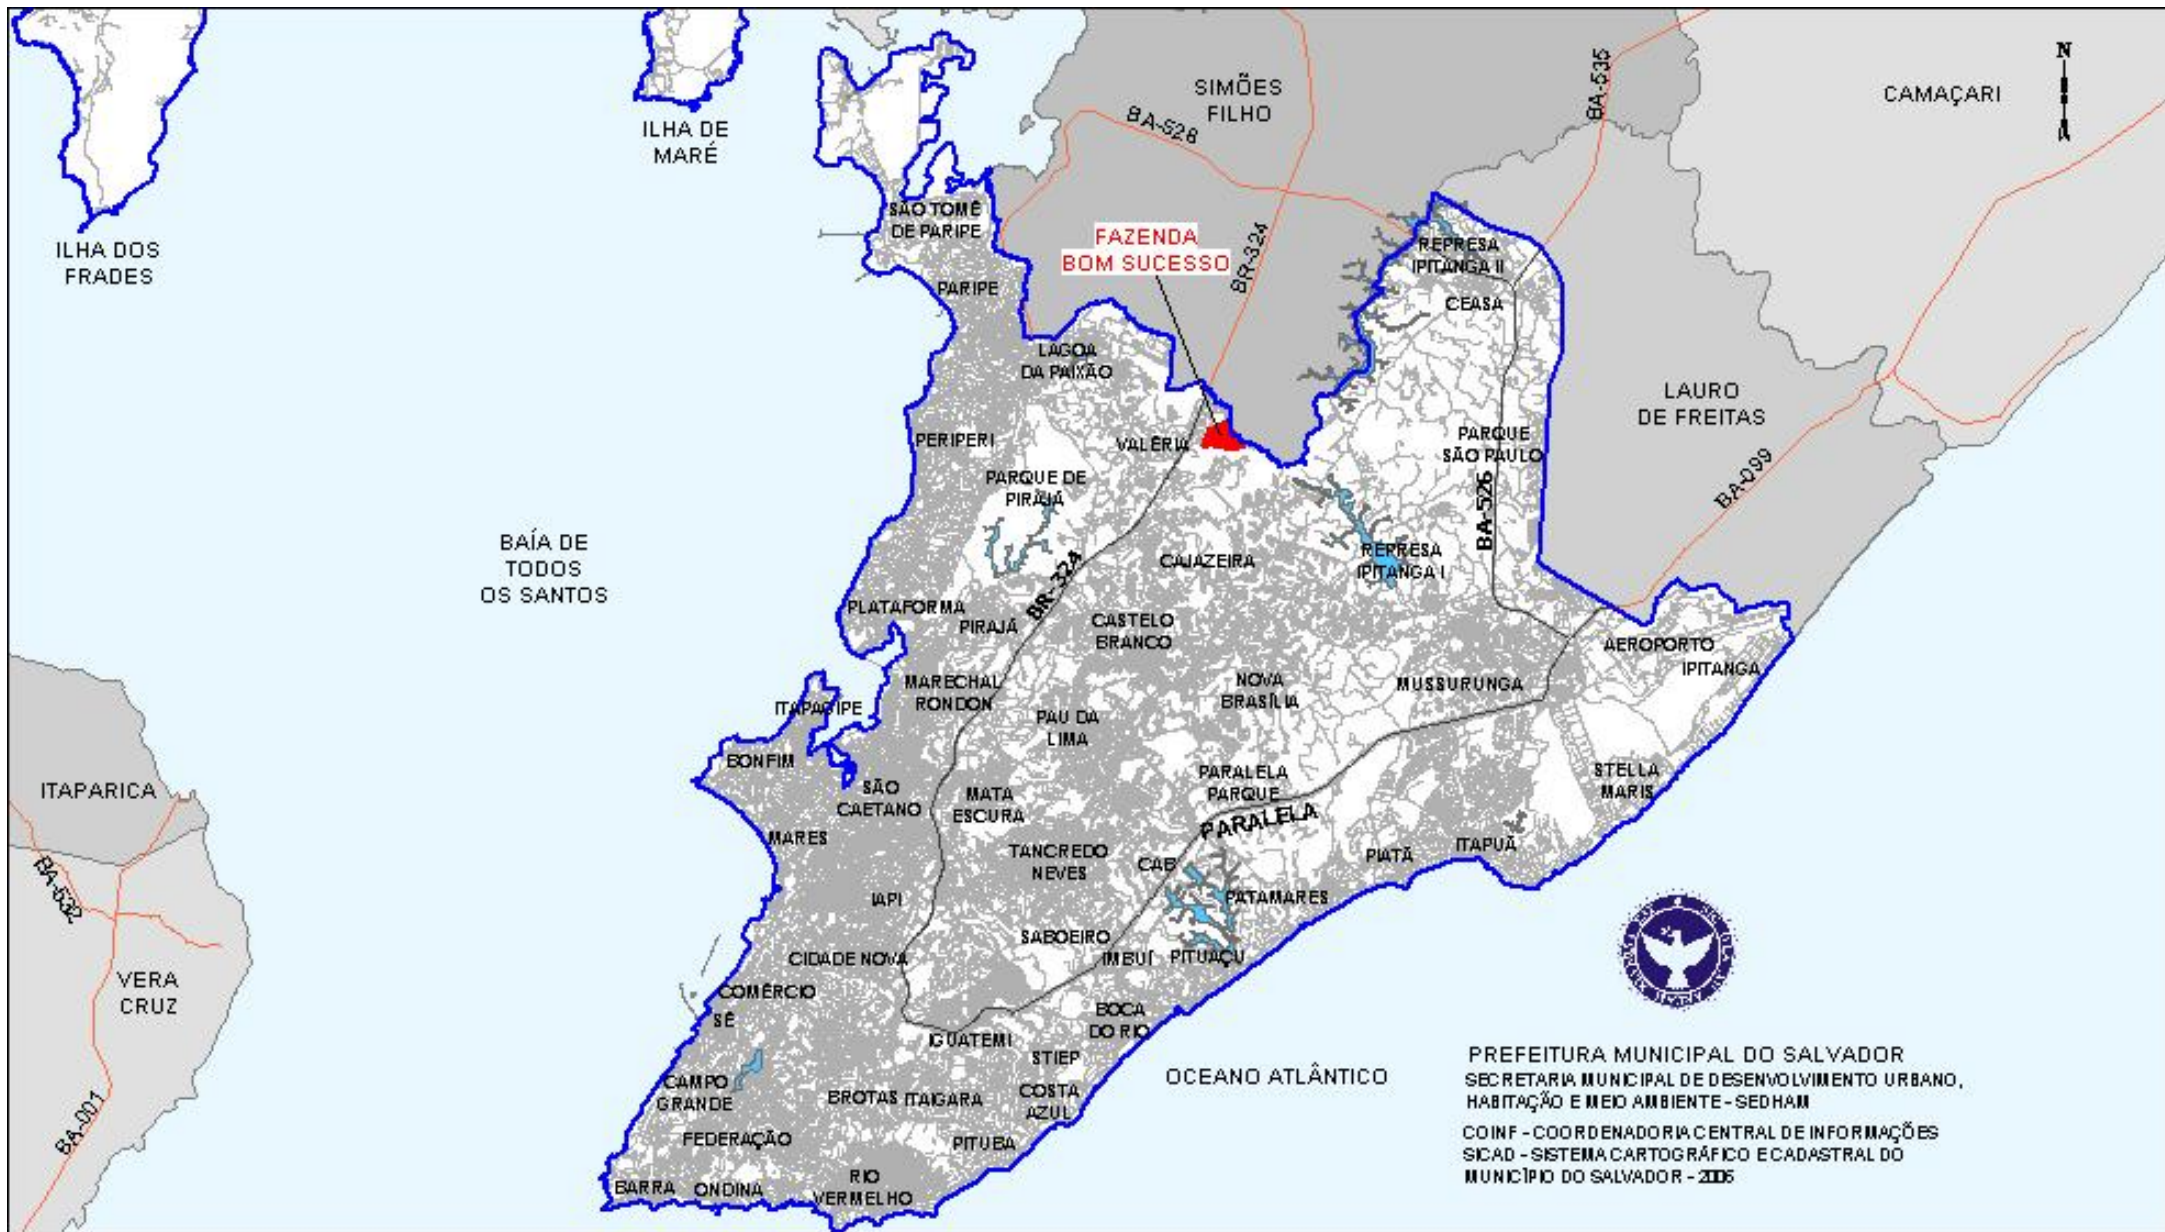 N
SIMÕES
FILHO
CAMAÇARI
BA-535
BA-526
ILHA DE
MARÉ
ILHA DOS
FRADES
SÃO TOMÉ
DE PARIPE
FAZENDA
BOM SUCESSO
BR-324
REPRESA
IPITANGA II
CEASA
PARIPE
LAGOA
DA PAIXÃO
LAURO
DE FREITAS
PERIPERI
VALÉRIA
PARQUE
SÃO PAULO
BA-099
PARQUE DE
PIRAJÁ
BA-526
BAÍA DE
TODOS
OS SANTOS
CAJAZEIRA
REPRESA
IPITANGA I
BR-324
PLATAFORMA
PIRAJÁ
CASTELO
BRANCO
AEROPORTO
IPITANGA
MARECHAL
RONDON
NOVA
BRASÍLIA
MUSSURUNGA
ITAPAGIPE
PAU DA
LIMA
BONFIM
PARALELA
PARQUE
STELLA
MARIS
ITAPARICA
SÃO
CAETANO
MATA
ESCURA
PARALELA
MARES
TANCREDO
NEVES
CAB
PIATÃ
ITAPUÃ
BA-532
IAPI
PATAMARES
SABOEIRO
CIDADE NOVA
IMBUÍ
PITUAÇU
VERA
CRUZ
COMÉRCIO
SÉ
BOCA
DO RIO
IGUATEMI
STIEP
OCEANO ATLÂNTICO
CAMPO
GRANDE
BROTAS
ITAIGARA
COSTA
AZUL
BA-001
FEDERAÇÃO
PITUBA
BARRA
ONDINA
RIO
VERMELHO
PREFEITURA MUNICIPAL DO SALVADOR
SECRETARIA MUNICIPAL DE DESENVOLVIMENTO URBANO,
HABITAÇÃO E MEIO AMBIENTE - SEDHAM
COINF - COORDENADORIA CENTRAL DE INFORMAÇÕES
SICAD - SISTEMA CARTOGRÁFICO E CADASTRAL DO
MUNICÍPIO DO SALVADOR - 2006